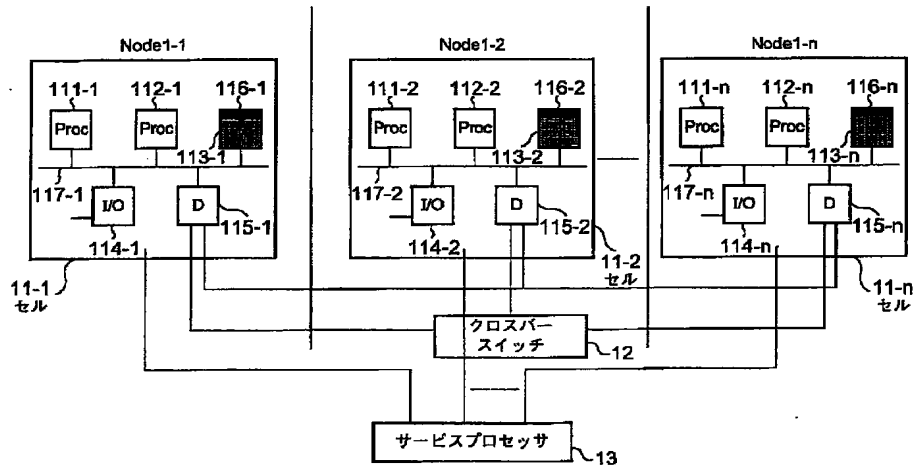 Node1-1
Node1-2
Node1-n
111-1
112-1
116-1
Proc
Proc
113-1
117-1
I/O
D
114-1
115-1
11-1
セル
111-2
112-2
116-2
Proc
Proc
113-2
117-2
I/O
D
114-2
115-2
11-2
セル
111-n
112-n
116-n
Proc
Proc
113-n
117-n
I/O
D
114-n
115-n
11-n
セル
クロスバー
スイッチ
12
サービスプロセッサ
13